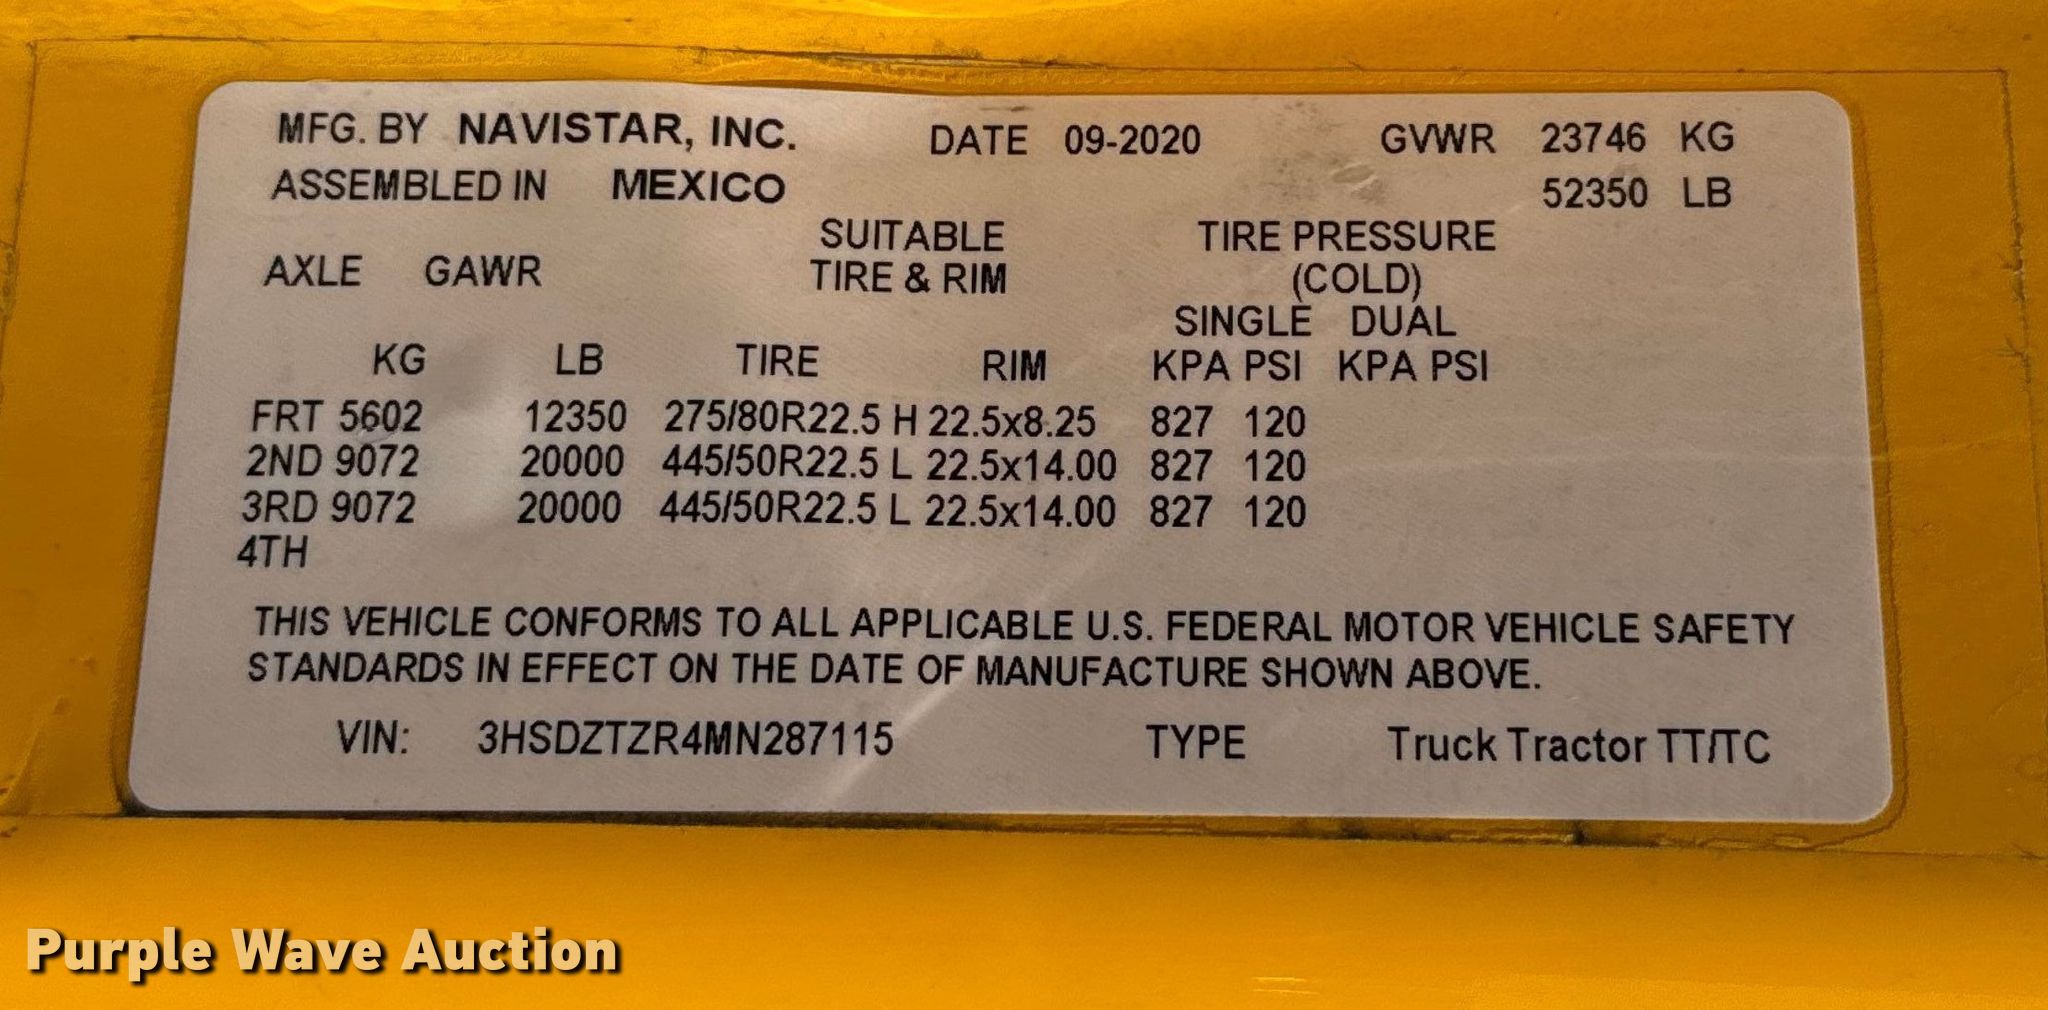 MFG. BY NAVISTAR, INC. DATE 09-2020 GVWR 23746 KG
ASSEMBLED IN MEXICO 52350 LB
SUITABLE TIRE PRESSURE
AXLE GAWR TIRE & RIM (COLD)
SINGLE DUAL
KG LB TIRE RIM KPA PSI KPA PSI
FRT 5602 12350 275/80R22.5 H 22.5x8.25 827 120
2ND 9072 20000 445/50R22.5 L 22.5x14.00 827 120
3RD 9072 20000 445/50R22.5 L 22.5x14.00 827 120
4TH
THIS VEHICLE CONFORMS TO ALL APPLICABLE U.S. FEDERAL MOTOR VEHICLE SAFETY
STANDARDS IN EFFECT ON THE DATE OF MANUFACTURE SHOWN ABOVE.
VIN: 3HSDZTZR4MN287115 TYPE Truck Tractor TT/TC
Purple Wave Auction